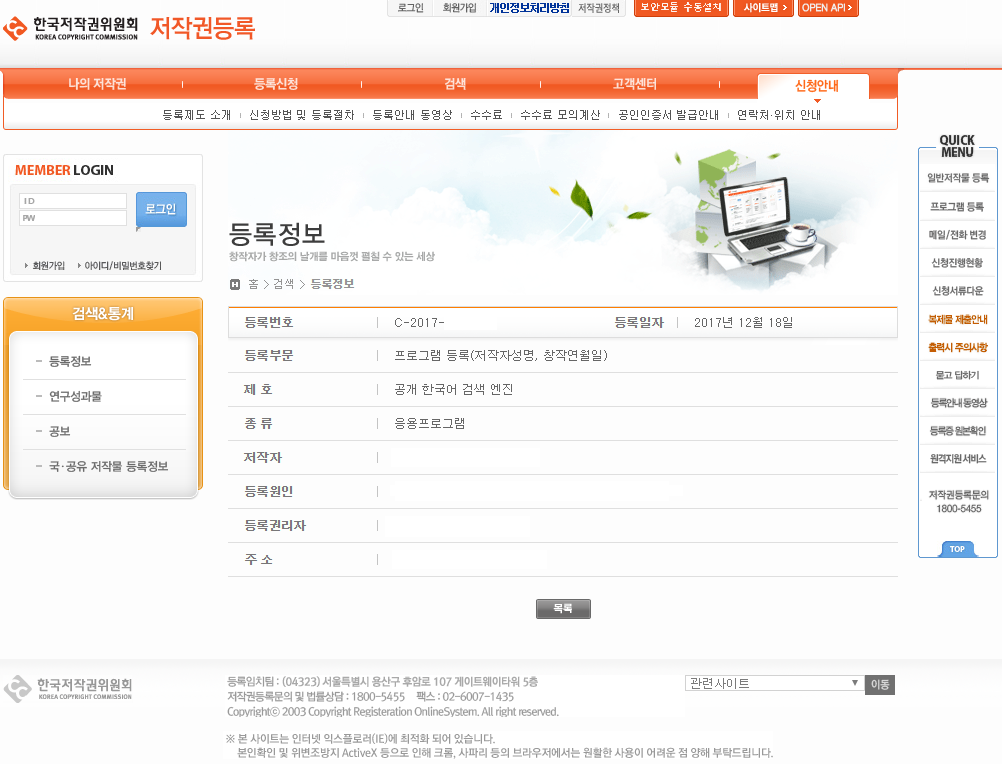 로그인 회원가입 개인정보처리방침 저작권정책 보안모듈 수동설치 사이트맵 OPEN API
한국저작권위원회 저작권등록
KOREA COPYRIGHT COMMISSION
나의 저작권 등록신청 검색 고객센터 신청안내
등록제도 소개 신청방법 및 등록절차 등록안내 동영상 수수료 수수료 모의계산 공인인증서 발급안내 연락처·위치 안내
MEMBER LOGIN
ID
PW
로그인
회원가입 아이디/비밀번호찾기
검색&통계
등록정보
연구성과물
공보
국·공유 저작물 등록정보
등록정보
창작자가 창조의 날개를 마음껏 펼칠 수 있는 세상
홈 > 검색 > 등록정보
등록번호 C-2017- 등록일자 2017년 12월 18일
등록부문 프로그램 등록(저작자성명, 창작연월일)
제 호 공개 한국어 검색 엔진
종 류 응용프로그램
저작자
등록원인
등록권리자
주 소
목록
QUICK
MENU
일반저작물 등록
프로그램 등록
메일/전화 변경
신청진행현황
신청서류다운
복제물 제출안내
출력시 주의사항
묻고 답하기
등록안내동영상
등록증 원본확인
원격지원 서비스
저작권등록문의
1800-5455
TOP
한국저작권위원회
KOREA COPYRIGHT COMMISSION
등록임치팀 : (04323) 서울특별시 용산구 후암로 107 게이트웨이타워 5층
저작권등록문의 및 법률상담 : 1800-5455 팩스 : 02-6007-1435
Copyright© 2003 Copyright Registeration OnlineSystem. All right reserved.
관련사이트 ▼ 이동
※ 본 사이트는 인터넷 익스플로러(IE)에 최적화 되어 있습니다.
본인확인 및 위변조방지 ActiveX 등으로 인해 크롬, 사파리 등의 브라우저에서는 원활한 사용이 어려운 점 양해 부탁드립니다.